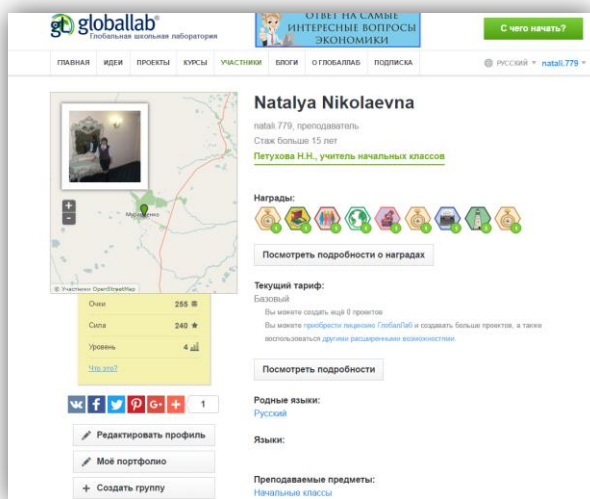 globallab®
Глобальная школьная лаборатория
ОТВЕТ НА САМЫЕ
ИНТЕРЕСНЫЕ ВОПРОСЫ
ЭКОНОМИКИ
С чего начать?
ГЛАВНАЯ ИДЕИ ПРОЕКТЫ КУРСЫ УЧАСТНИКИ БЛОГИ О ГЛОБАЛЛАБ ПОДПИСКА РУССКИЙ natali.779
Natalya Nikolaevna
natali.779, преподаватель
Стаж больше 15 лет
Петухова Н.Н., учитель начальных классов
Награды:
Посмотреть подробности о наградах
© Участники OpenStreetMap
Текущий тариф:
Базовый
Вы можете создать ещё 0 проектов
Вы можете приобрести лицензию ГлобалЛаб и создавать больше проектов, а также
воспользоваться другими расширенными возможностями.
Посмотреть подробности
Очки 255
Сила 240
Уровень 4
Что это?
1
Редактировать профиль
Моё портфолио
+ Создать группу
Родные языки:
Русский
Языки:
Преподаваемые предметы:
Начальные классы